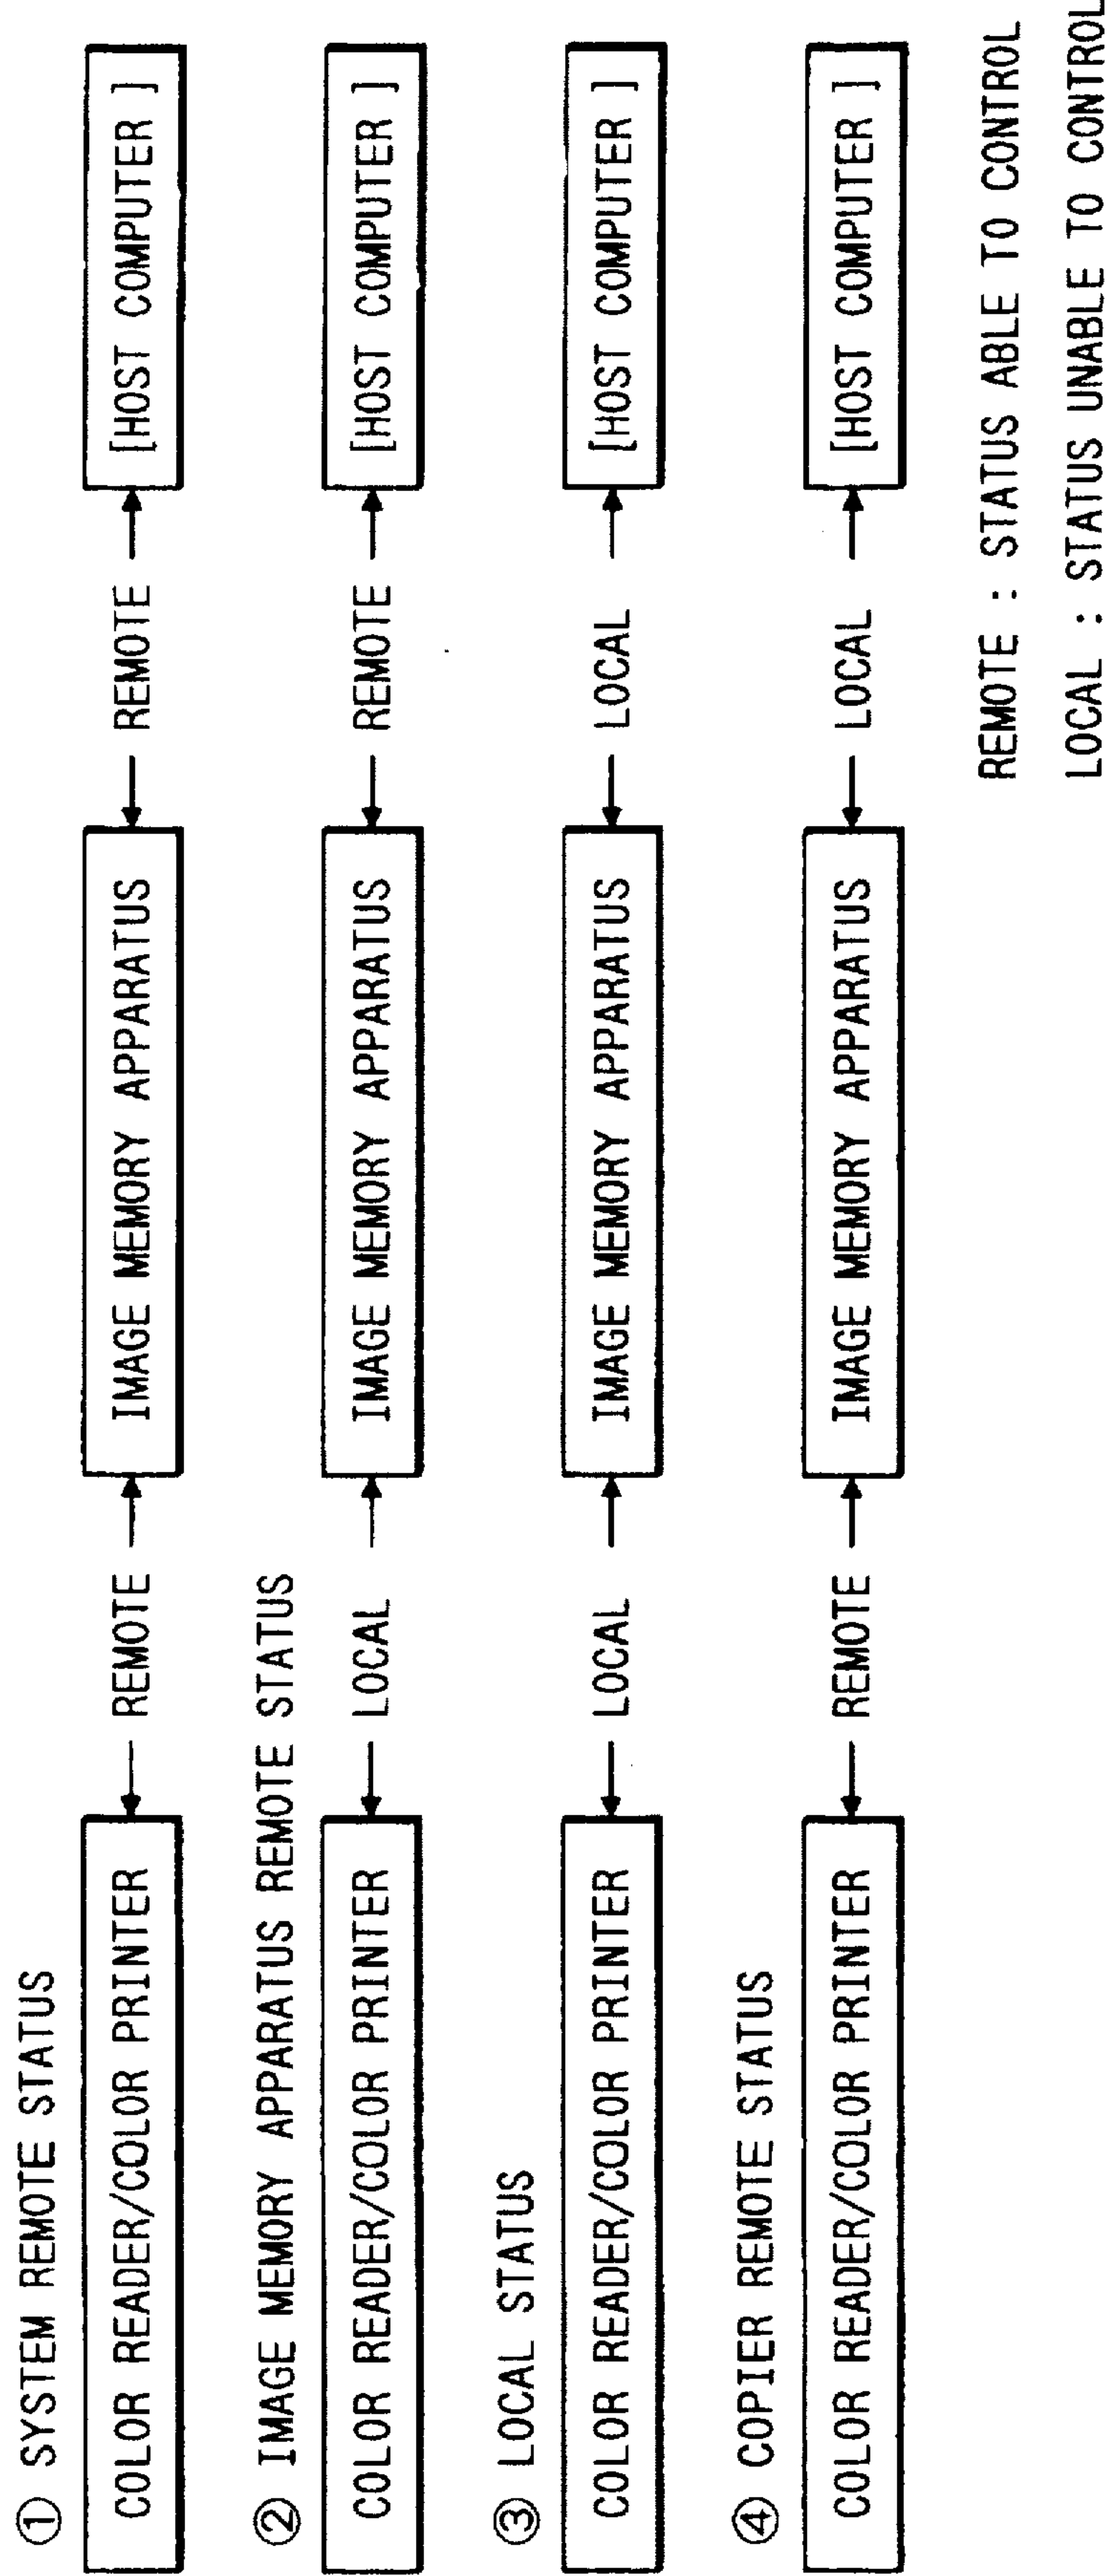 ① SYSTEM REMOTE STATUS
COLOR READER/COLOR PRINTER REMOTE IMAGE MEMORY APPARATUS REMOTE [HOST COMPUTER ]
② IMAGE MEMORY APPARATUS REMOTE STATUS
COLOR READER/COLOR PRINTER LOCAL IMAGE MEMORY APPARATUS REMOTE [HOST COMPUTER ]
③ LOCAL STATUS
COLOR READER/COLOR PRINTER LOCAL IMAGE MEMORY APPARATUS LOCAL [HOST COMPUTER ]
④ COPIER REMOTE STATUS
COLOR READER/COLOR PRINTER REMOTE IMAGE MEMORY APPARATUS LOCAL [HOST COMPUTER ]
REMOTE : STATUS ABLE TO CONTROL
LOCAL : STATUS UNABLE TO CONTROL